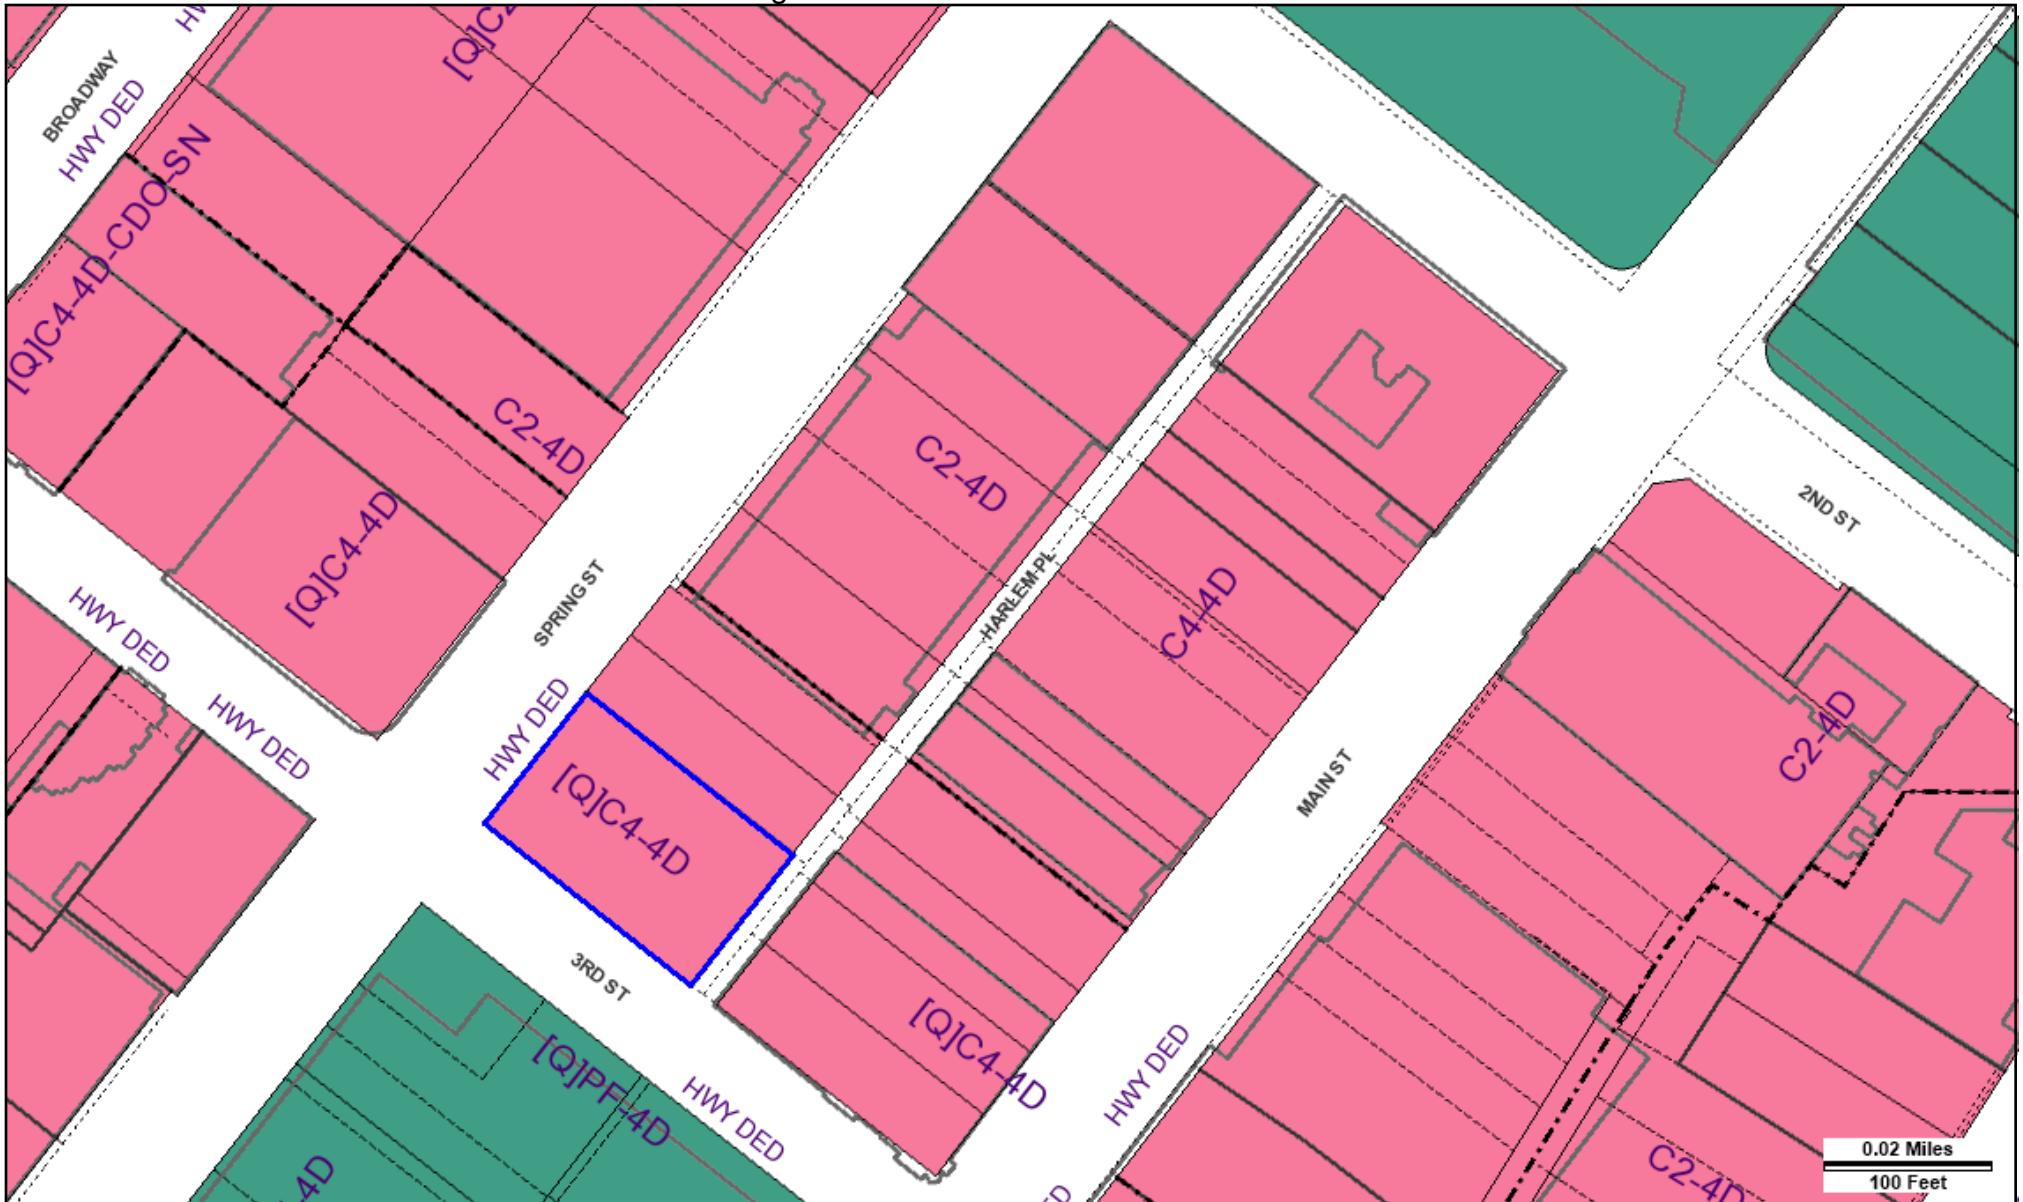 BROADWAY
HWY DED
[Q]C4-4D-CDO-SN
C2-4D
[Q]C4-4D
C2-4D
2ND ST
SPRING ST
HARLEM PL
C4-4D
HWY DED
HWY DED
HWY DED
[Q]C4-4D
MAIN ST
C2-4D
3RD ST
[Q]PF-4D
HWY DED
[Q]C4-4D
HWY DED
C2-4D
0.02 Miles
100 Feet